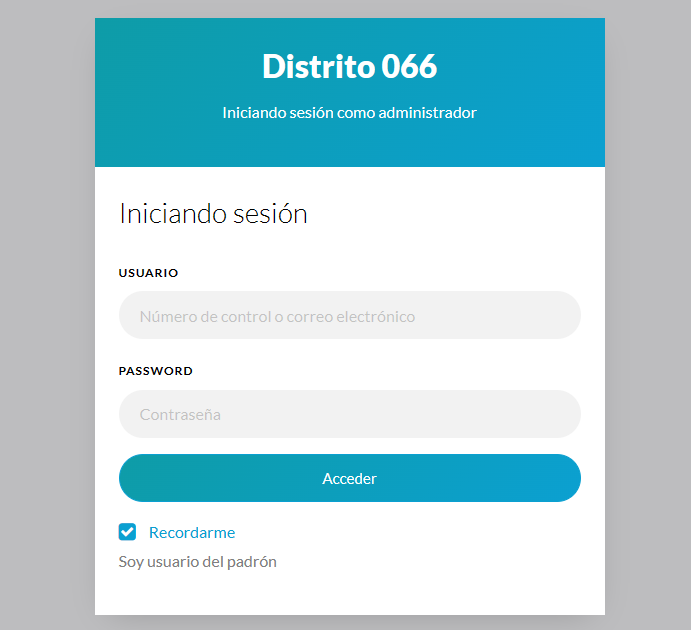 Distrito 066
Iniciando sesión como administrador
Iniciando sesión
USUARIO
Número de control o correo electrónico
PASSWORD
Contraseña
Acceder
Recordarme
Soy usuario del padrón